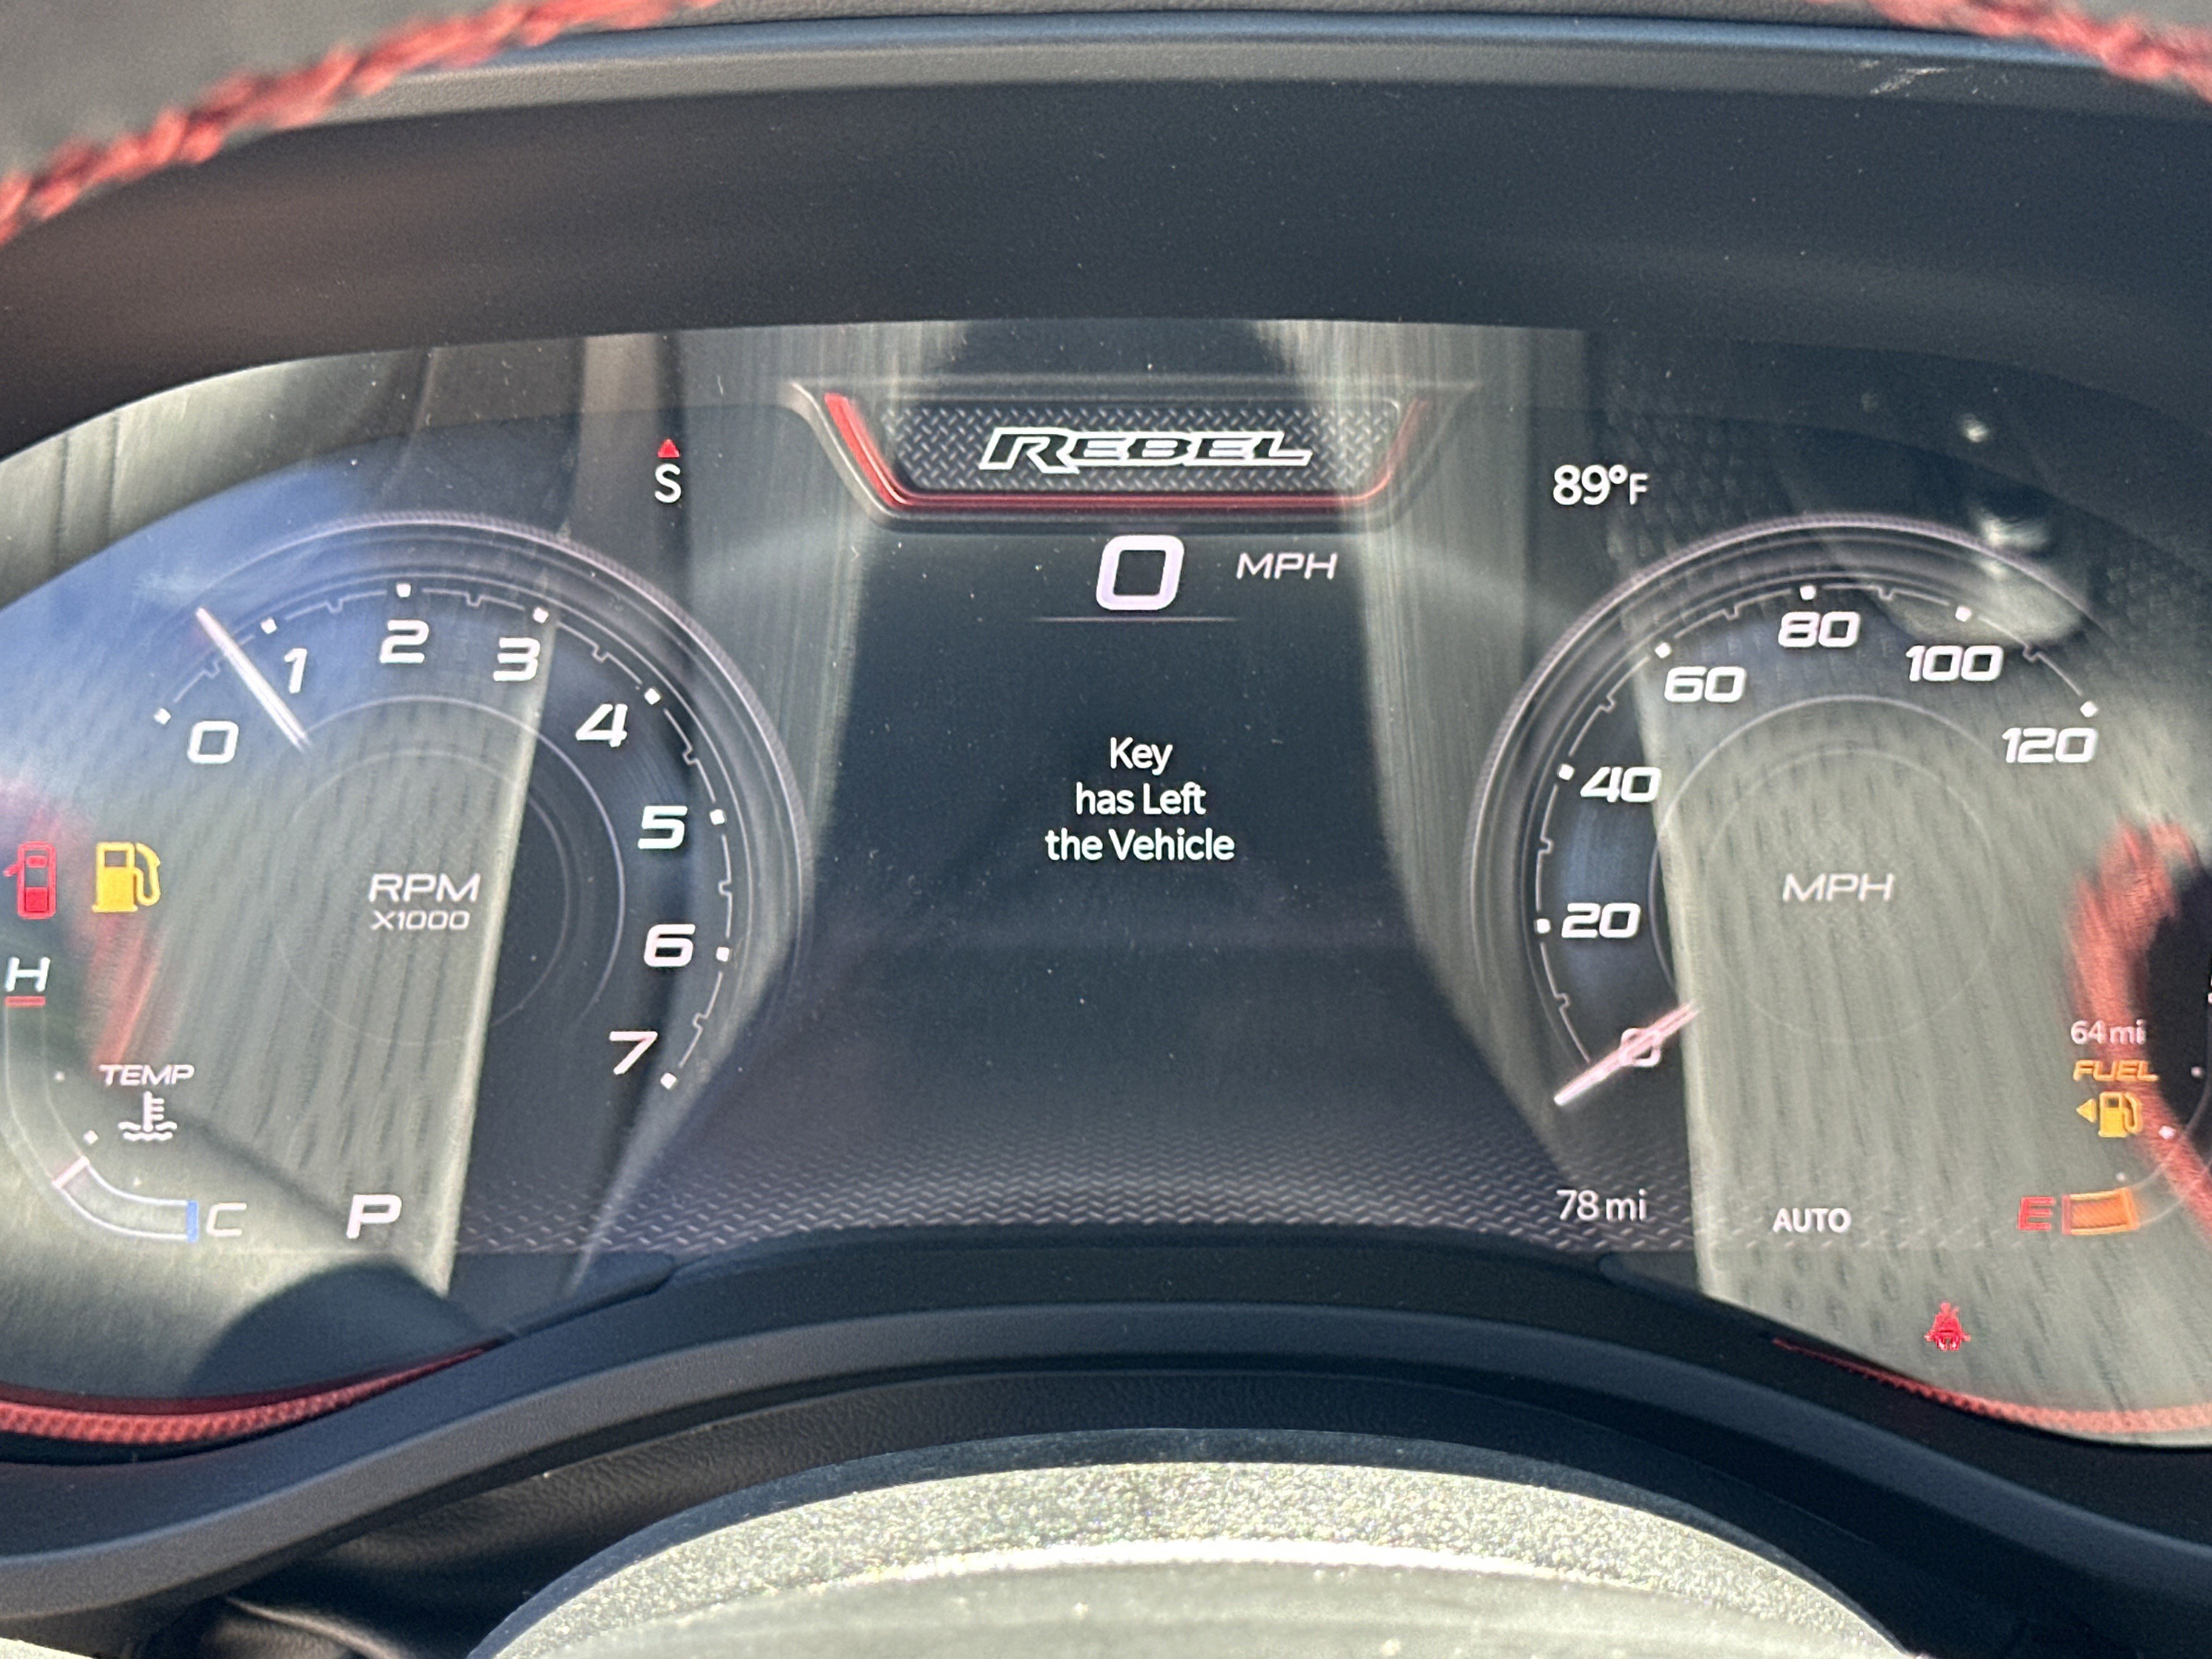 REBEL
S
89°F
0 MPH
0
1
2
3
4
5
6
7
RPM
X1000
Key
has Left
the Vehicle
0
20
40
60
80
100
120
MPH
H
TEMP
C
P
64 mi
FUEL
E
78 mi
AUTO